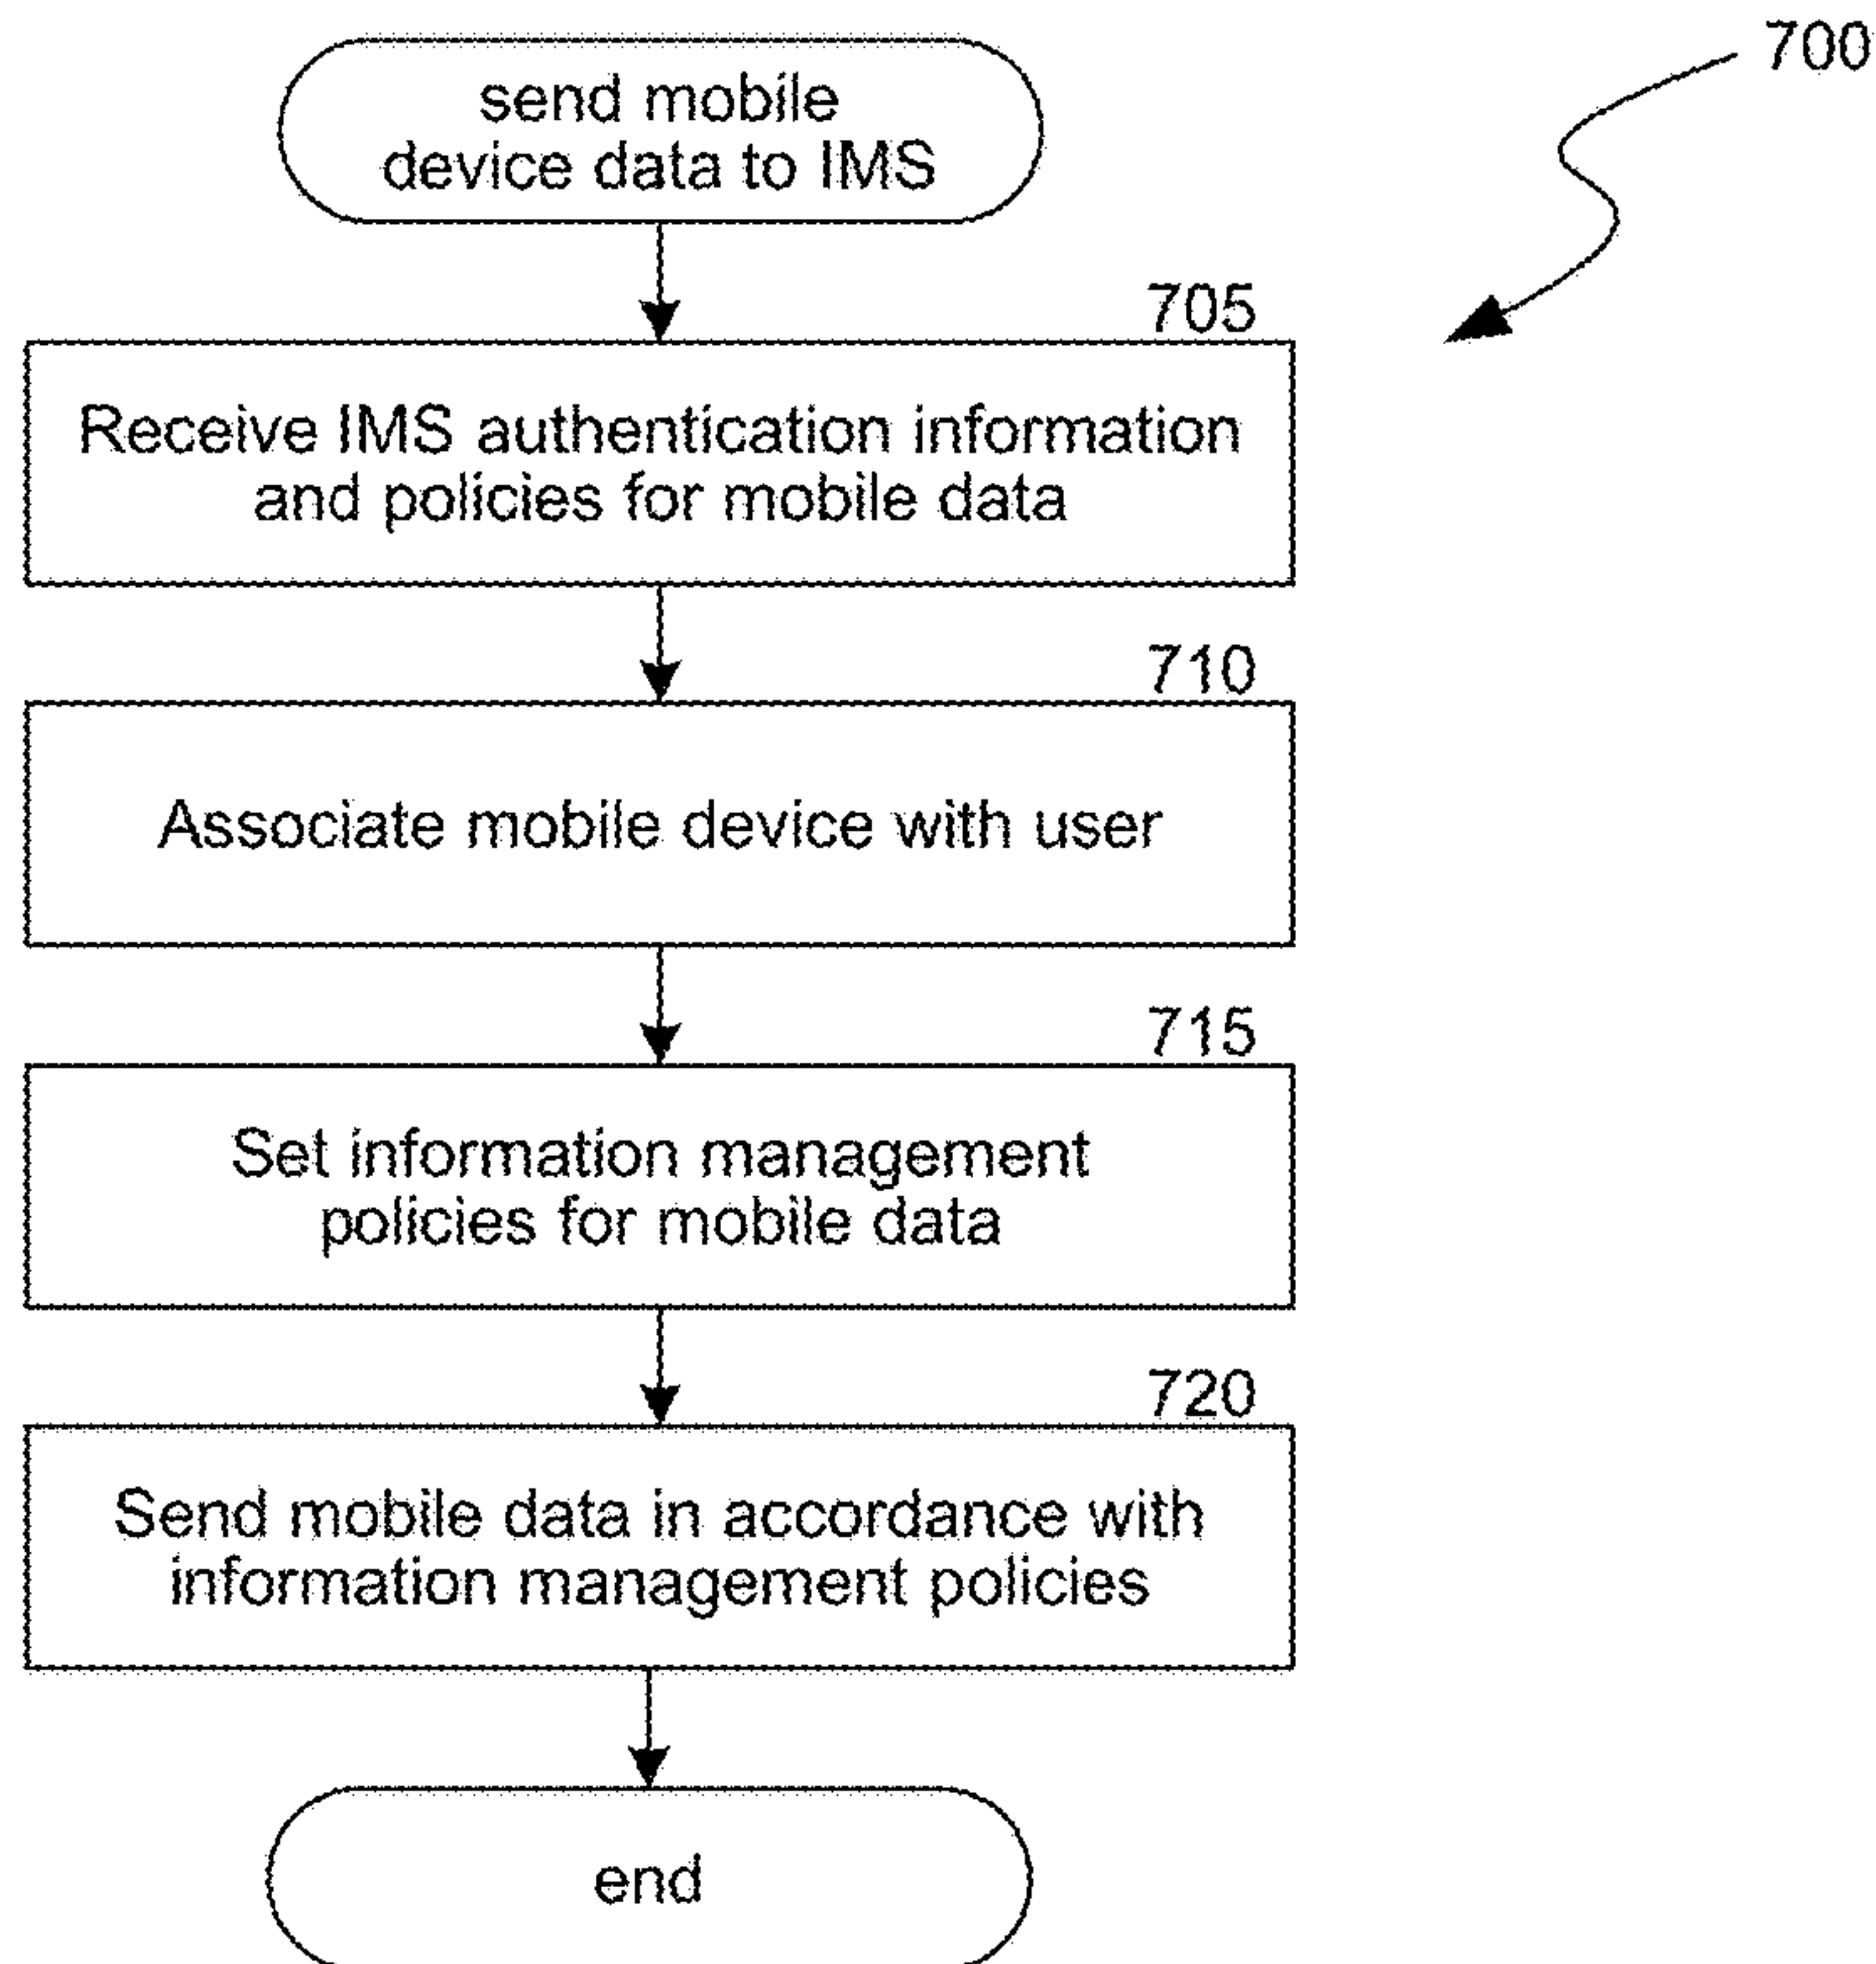 700
send mobile
device data to IMS
705
Receive IMS authentication information
and policies for mobile data
710
Associate mobile device with user
715
Set information management
policies for mobile data
720
Send mobile data in accordance with
information management policies
end